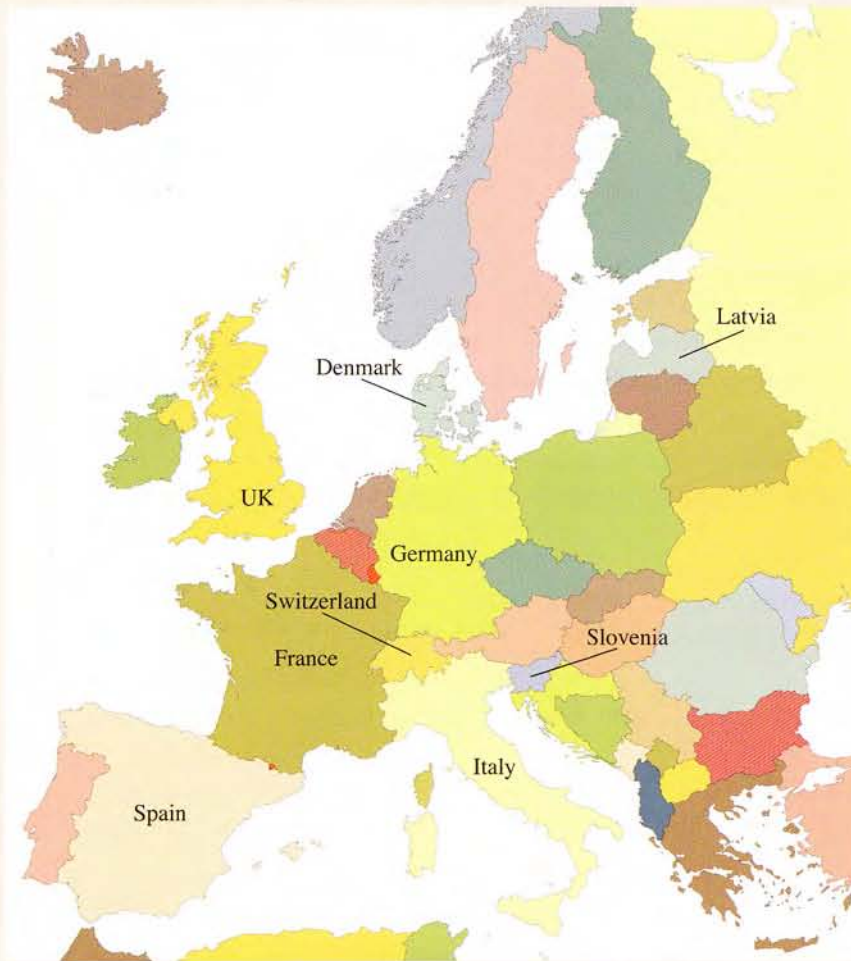 Latvia
Denmark
UK
Germany
Switzerland
Slovenia
France
Italy
Spain